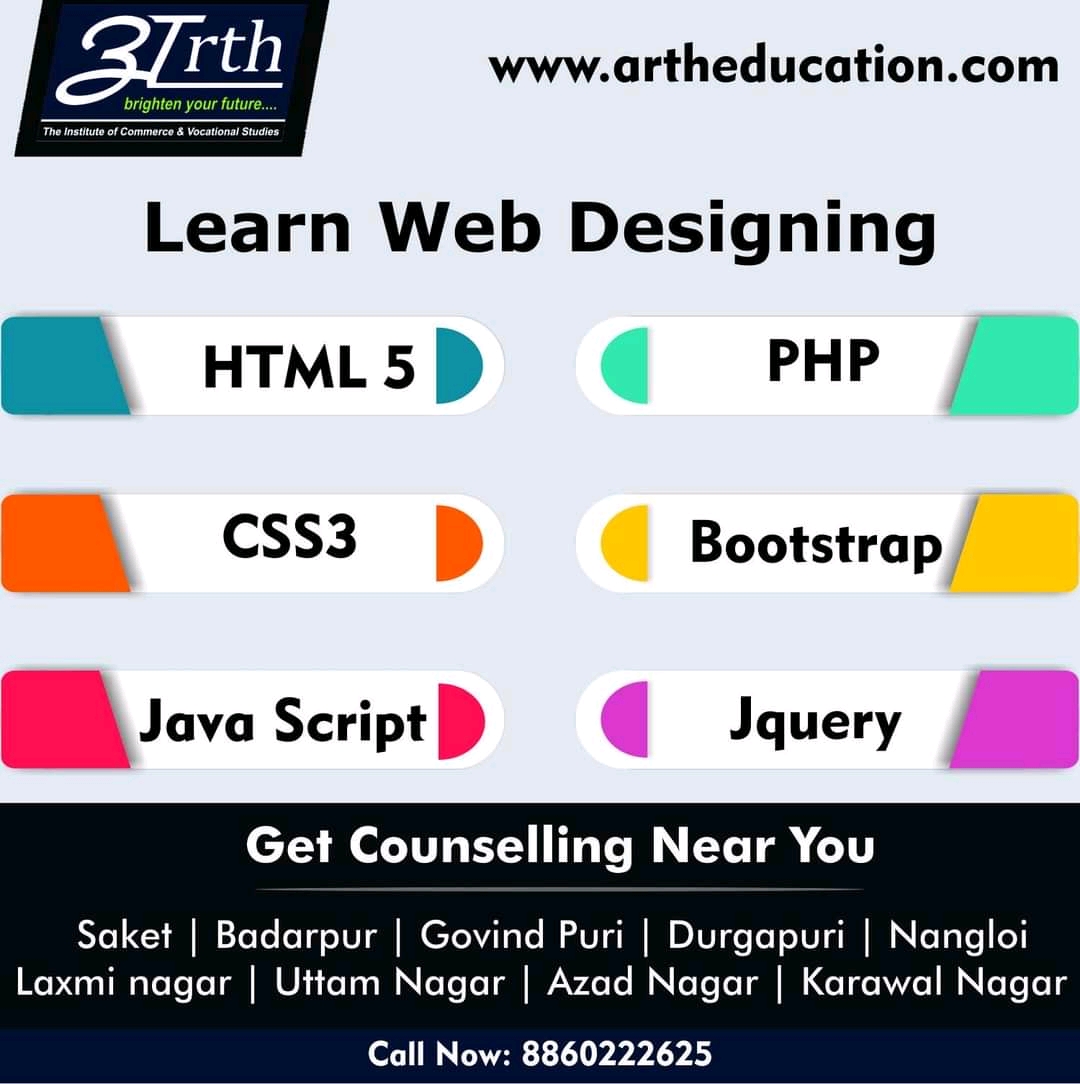 अTrth
brighten your future....
The Institute of Commerce & Vocational Studies
www.artheducation.com
Learn Web Designing
HTML 5
PHP
CSS3
Bootstrap
Java Script
Jquery
Get Counselling Near You
Saket | Badarpur | Govind Puri | Durgapuri | Nangloi
Laxmi nagar | Uttam Nagar | Azad Nagar | Karawal Nagar
Call Now: 8860222625